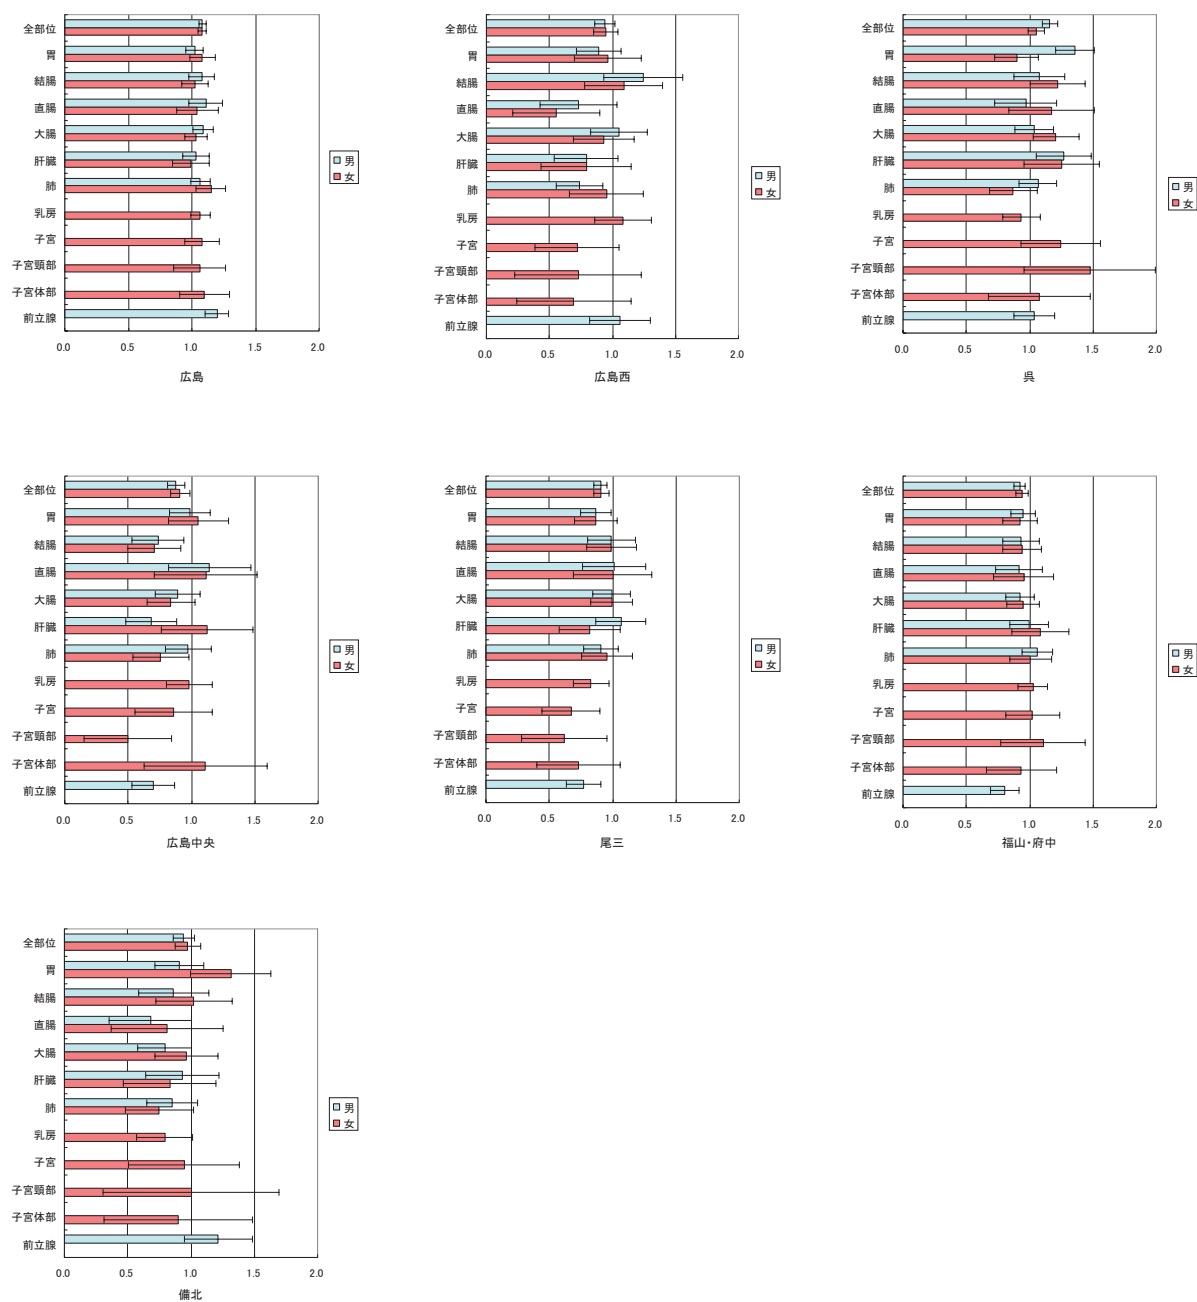 全部位
胃
結腸
直腸
大腸
肝臓
肺
乳房
子宮
子宮頸部
子宮体部
前立腺
0.0 0.5 1.0 1.5 2.0
広島
男
女
全部位
胃
結腸
直腸
大腸
肝臓
肺
乳房
子宮
子宮頸部
子宮体部
前立腺
0.0 0.5 1.0 1.5 2.0
広島西
男
女
全部位
胃
結腸
直腸
大腸
肝臓
肺
乳房
子宮
子宮頸部
子宮体部
前立腺
0.0 0.5 1.0 1.5 2.0
呉
男
女
全部位
胃
結腸
直腸
大腸
肝臓
肺
乳房
子宮
子宮頸部
子宮体部
前立腺
0.0 0.5 1.0 1.5 2.0
広島中央
男
女
全部位
胃
結腸
直腸
大腸
肝臓
肺
乳房
子宮
子宮頸部
子宮体部
前立腺
0.0 0.5 1.0 1.5 2.0
尾三
男
女
全部位
胃
結腸
直腸
大腸
肝臓
肺
乳房
子宮
子宮頸部
子宮体部
前立腺
0.0 0.5 1.0 1.5 2.0
福山・府中
男
女
全部位
胃
結腸
直腸
大腸
肝臓
肺
乳房
子宮
子宮頸部
子宮体部
前立腺
0.0 0.5 1.0 1.5 2.0
備北
男
女